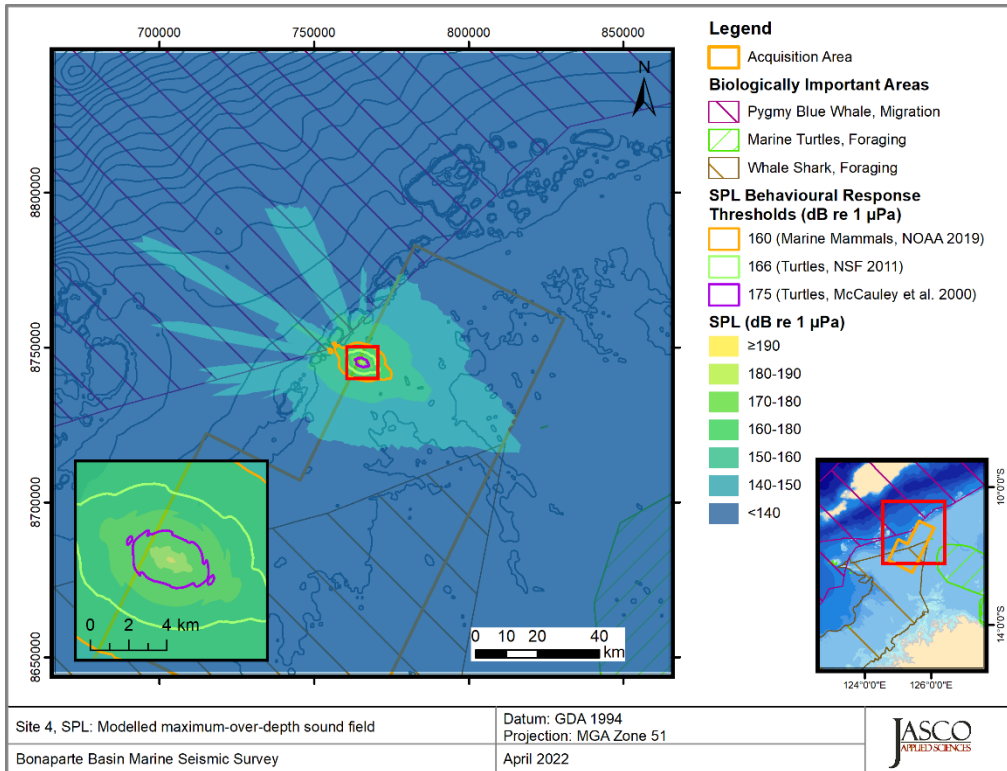 700000 750000 800000 850000
8800000
8750000
8700000
8650000
N
0 2 4 km
0 10 20 40
km
Legend
Acquisition Area
Biologically Important Areas
Pygmy Blue Whale, Migration
Marine Turtles, Foraging
Whale Shark, Foraging
SPL Behavioural Response
Thresholds (dB re 1 µPa)
160 (Marine Mammals, NOAA 2019)
166 (Turtles, NSF 2011)
175 (Turtles, McCauley et al. 2000)
SPL (dB re 1 µPa)
≥190
180-190
170-180
160-180
150-160
140-150
<140
10°0'0"S
14°0'0"S
124°0'0"E 126°0'0"E
Site 4, SPL: Modelled maximum-over-depth sound field
Bonaparte Basin Marine Seismic Survey
Datum: GDA 1994
Projection: MGA Zone 51
April 2022
JASCO
APPLIED SCIENCES